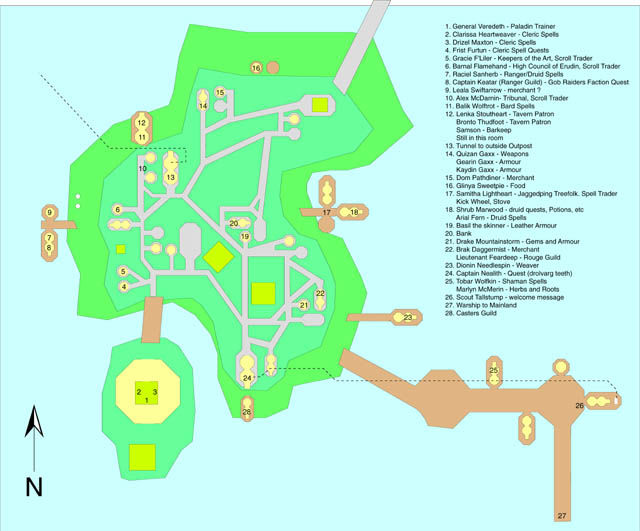 1. General Veredeth - Paladin Trainer
2. Clarissa Heartweaver - Cleric Spells
3. Drizel Maxton - Cleric Spells
4. Frist Furtun - Cleric Spell Quests
5. Gracie F'Liler - Keepers of the Art, Scroll Trader
6. Barnal Flamehand - High Council of Erudin, Scroll Trader
7. Raciel Sanherb - Ranger/Druid Spells
8. Captain Keatar (Ranger Guild) - Gob Raiders Faction Quest
9. Leala Swiftarrow - merchant ?
10. Alex McDarnin- Tribunal, Scroll Trader
11. Balik Woffrot - Bard Spells
12. Lenka Stoutheart - Tavern Patron
Bronto Thudfoot - Tavern Patron
Samson - Barkeep
Still in this room
13. Tunnel to outside Outpost
14. Quizan Gaxx - Weapons
Gearin Gaxx - Armour
Kaydin Gaxx - Armour
15. Dom Pathdiner - Merchant
16. Glinya Sweetpie - Food
17. Samitha Lightheart - Jaggedping Treefolk. Spell Trader
Kick Wheel, Stove
18. Shrub Marwood - druid quests, Potions, etc
Arial Fern - Druid Spells
19. Basil the skinner - Leather Armour
20. Bank
21. Drake Mountainstorm - Gems and Armour
22. Brak Daggermist - Merchant
Lieutenant Feardeep - Rouge Guild
23. Dionin Needlespin - Weaver
24. Captain Nealith - Quest (drolvarg teeth)
25. Tobar Wolfkin - Shaman Spells
Marlyn McMerin - Herbs and Roots
26. Scout Tallstump - welcome message
27. Warship to Mainland
28. Casters Guild
16
15
14
12
11
10
13
9
7
8
6
17
18
20
19
5
4
21
22
23
24
25
2 3
1
28
26
27
N